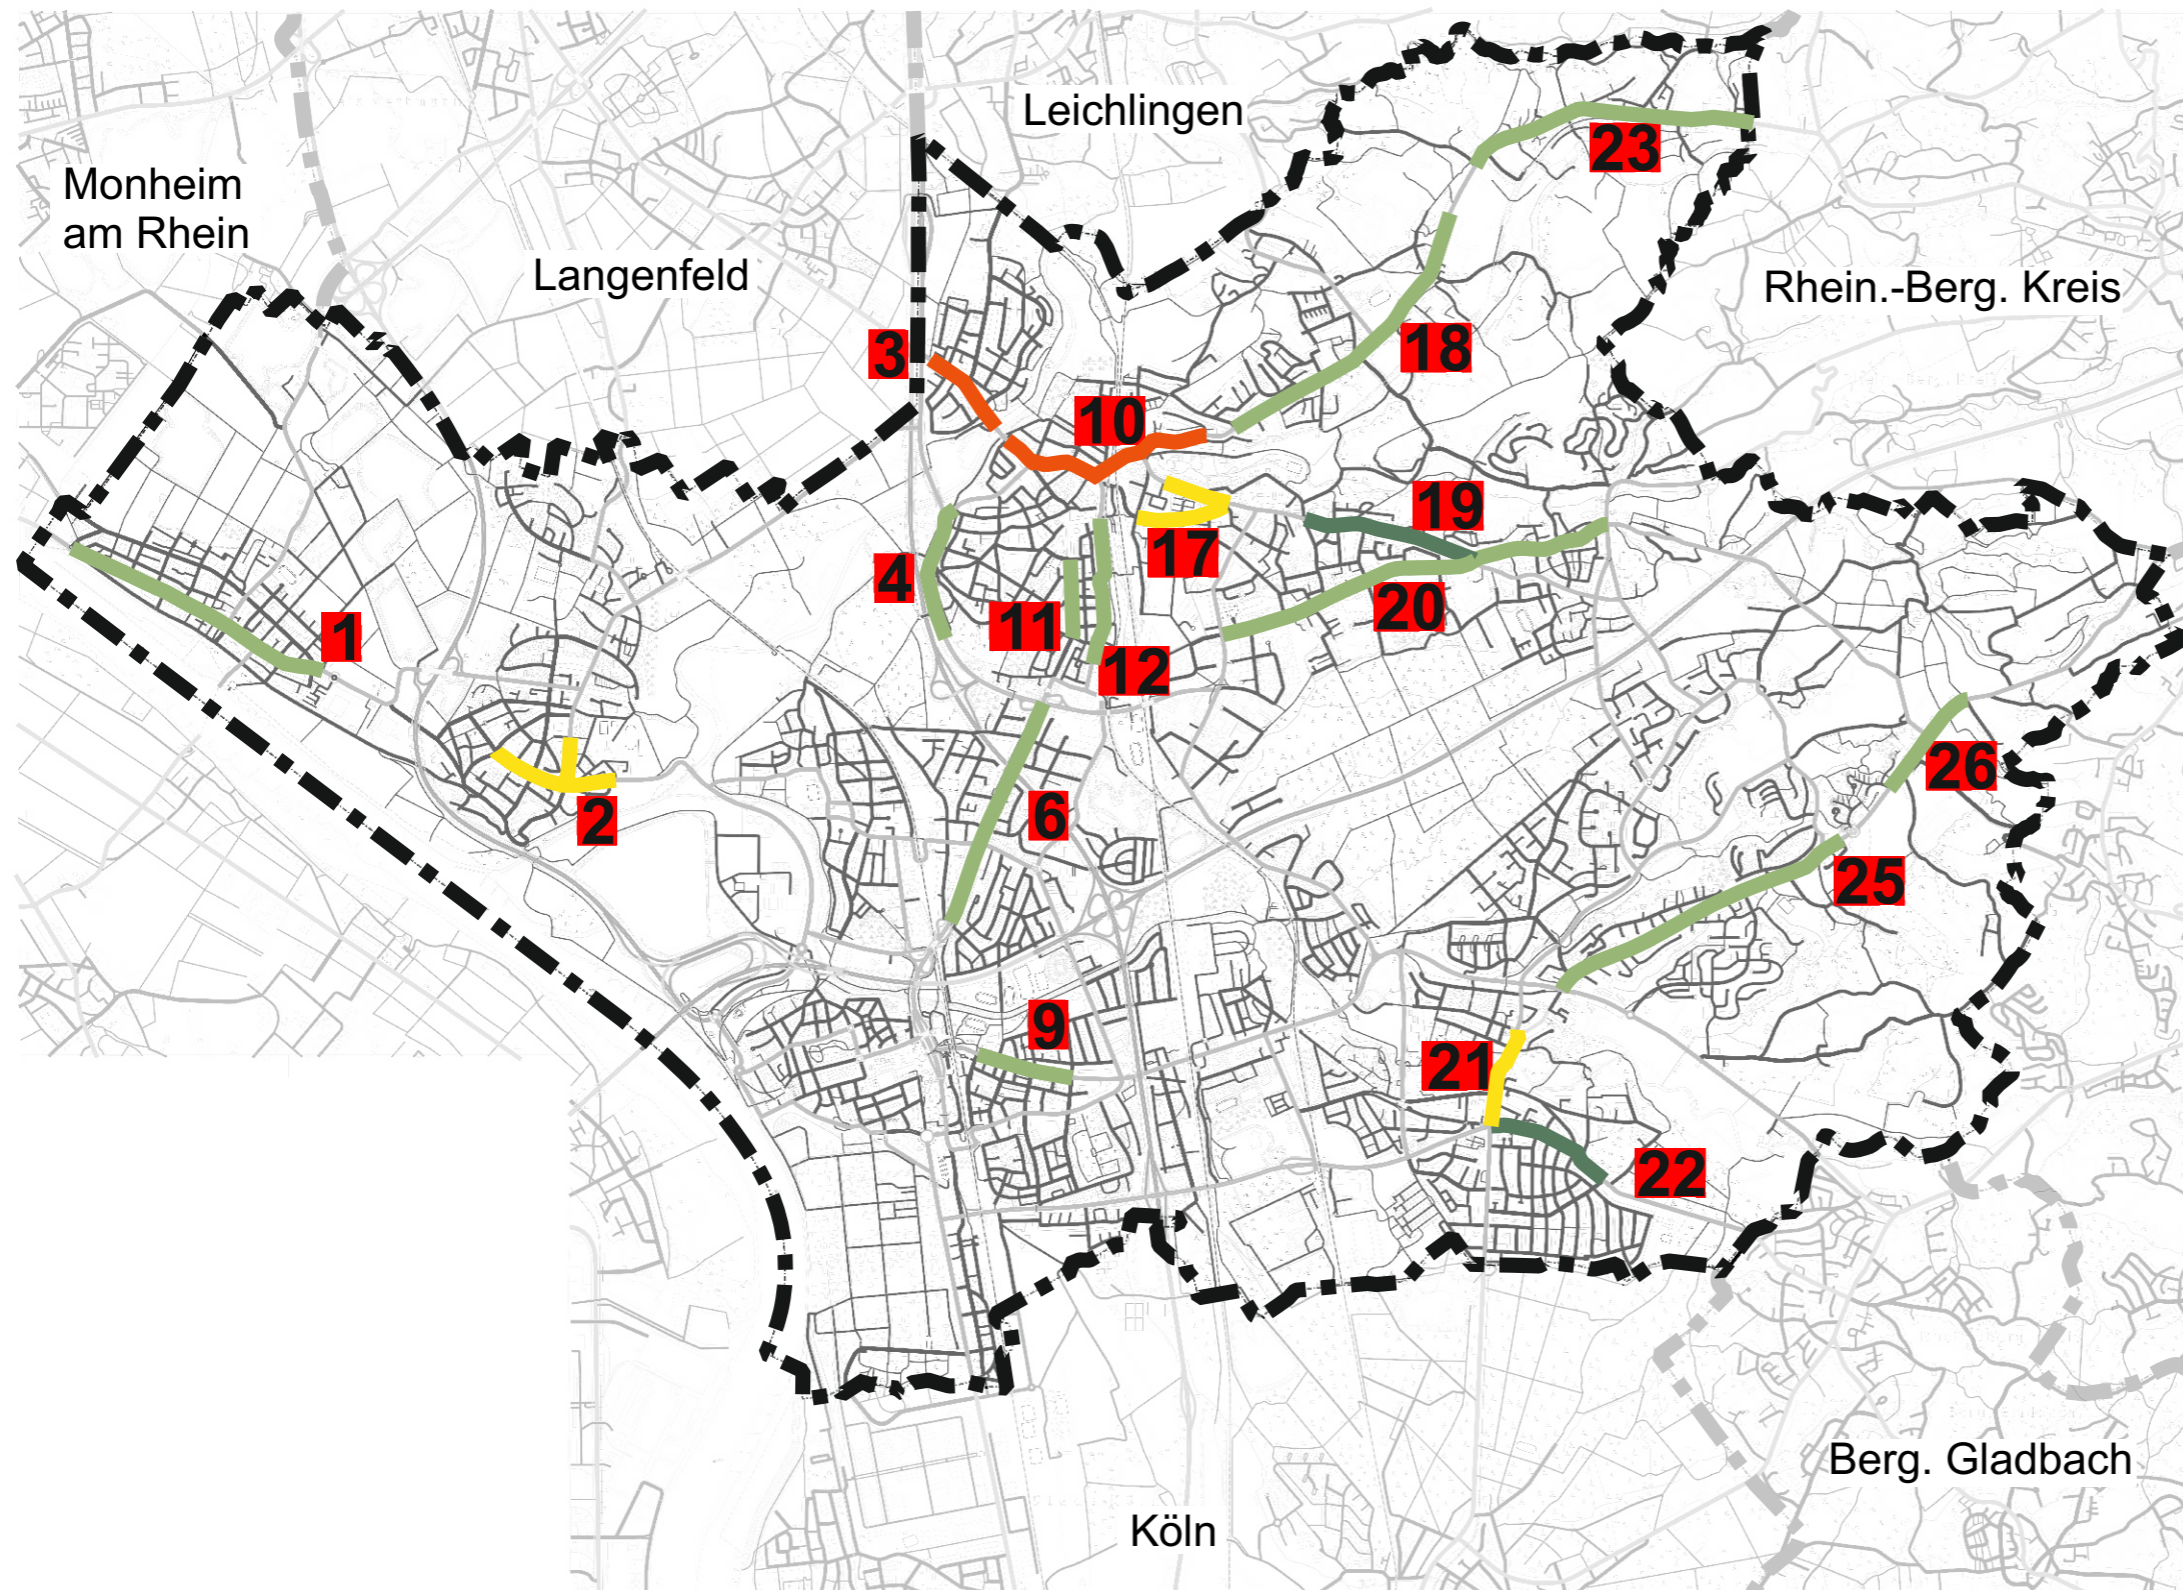 Leichlingen
23
Monheim
am Rhein
Langenfeld
Rhein.-Berg. Kreis
3
18
10
19
17
4
20
11
1
12
26
2
6
25
9
21
22
Berg. Gladbach
Köln